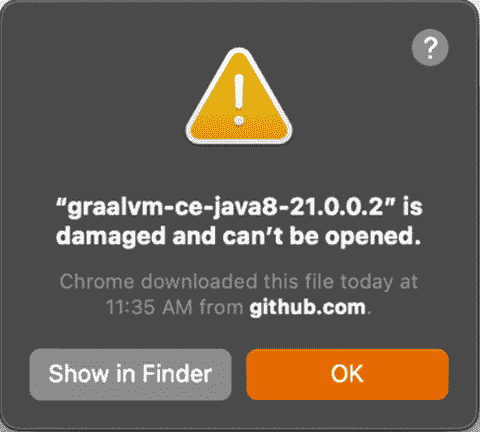 ?
“graalvm-ce-java8-21.0.0.2” is
damaged and can’t be opened.
Chrome downloaded this file today at
11:35 AM from github.com.
Show in Finder
OK